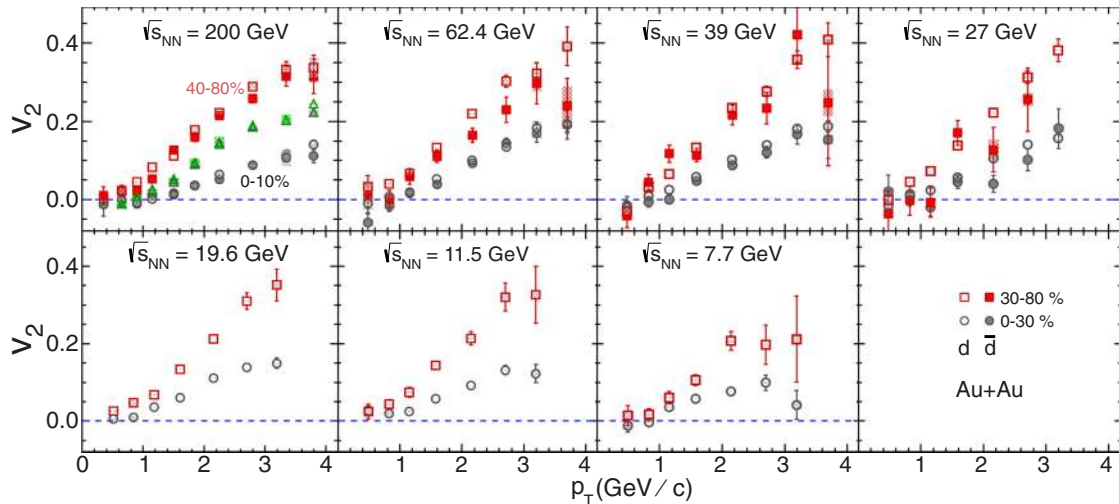 √sNN = 200 GeV
√sNN = 62.4 GeV
√sNN = 39 GeV
√sNN = 27 GeV
0.4
40-80%
v2
0.2
0-10%
0.0
√sNN = 19.6 GeV
√sNN = 11.5 GeV
√sNN = 7.7 GeV
0.4
30-80 %
0-30 %
v2
0.2
d d̄
Au+Au
0.0
0 1 2 3 4 1 2 3 4 1 2 3 4 1 2 3 4
pT(GeV/c)